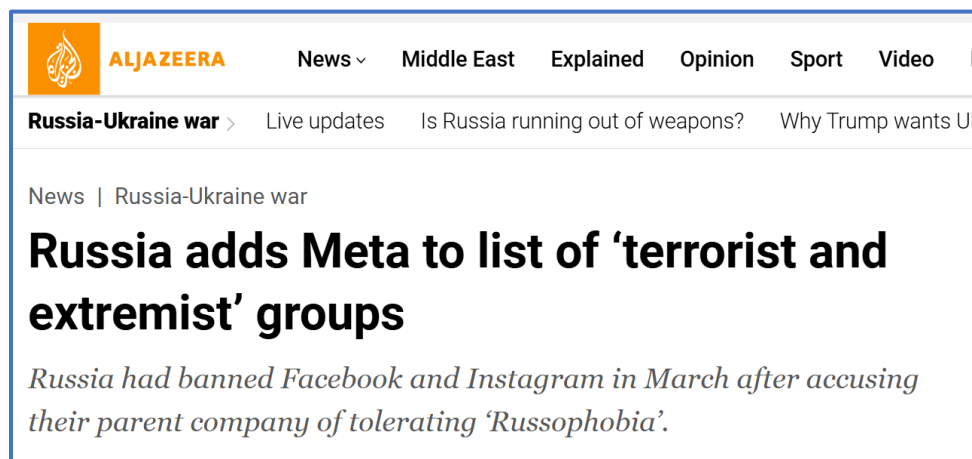 ALJAZEERA
News Middle East Explained Opinion Sport Video
Russia-Ukraine war Live updates Is Russia running out of weapons? Why Trump wants
News | Russia-Ukraine war
Russia adds Meta to list of ‘terrorist and
extremist’ groups
Russia had banned Facebook and Instagram in March after accusing
their parent company of tolerating ‘Russophobia’.